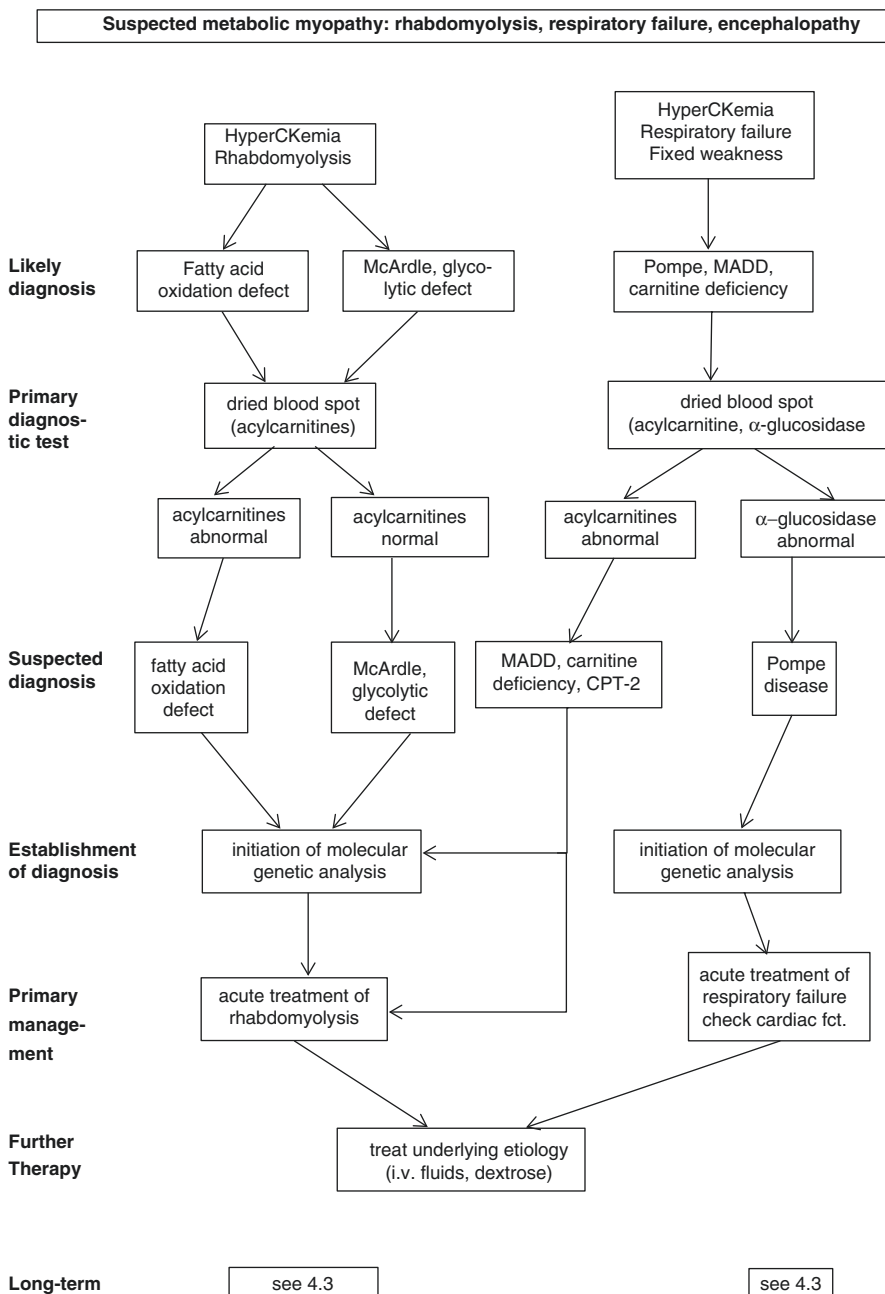 Suspected metabolic myopathy: rhabdomyolysis, respiratory failure, encephalopathy
HyperCKemia
Rhabdomyolysis
HyperCKemia
Respiratory failure
Fixed weakness
Likely
diagnosis
Fatty acid
oxidation defect
McArdle, glyco-
lytic defect
Pompe, MADD,
carnitine deficiency
Primary
diagnos-
tic test
dried blood spot
(acylcarnitines)
dried blood spot
(acylcarnitine, α-glucosidase
acylcarnitines
abnormal
acylcarnitines
normal
acylcarnitines
abnormal
α–glucosidase
abnormal
Suspected
diagnosis
fatty acid
oxidation
defect
McArdle,
glycolytic
defect
MADD, carnitine
deficiency, CPT-2
Pompe
disease
Establishment
of diagnosis
initiation of molecular
genetic analysis
initiation of molecular
genetic analysis
Primary
manage-
ment
acute treatment of
rhabdomyolysis
acute treatment of
respiratory failure
check cardiac fct.
Further
Therapy
treat underlying etiology
(i.v. fluids, dextrose)
Long-term
see 4.3
see 4.3